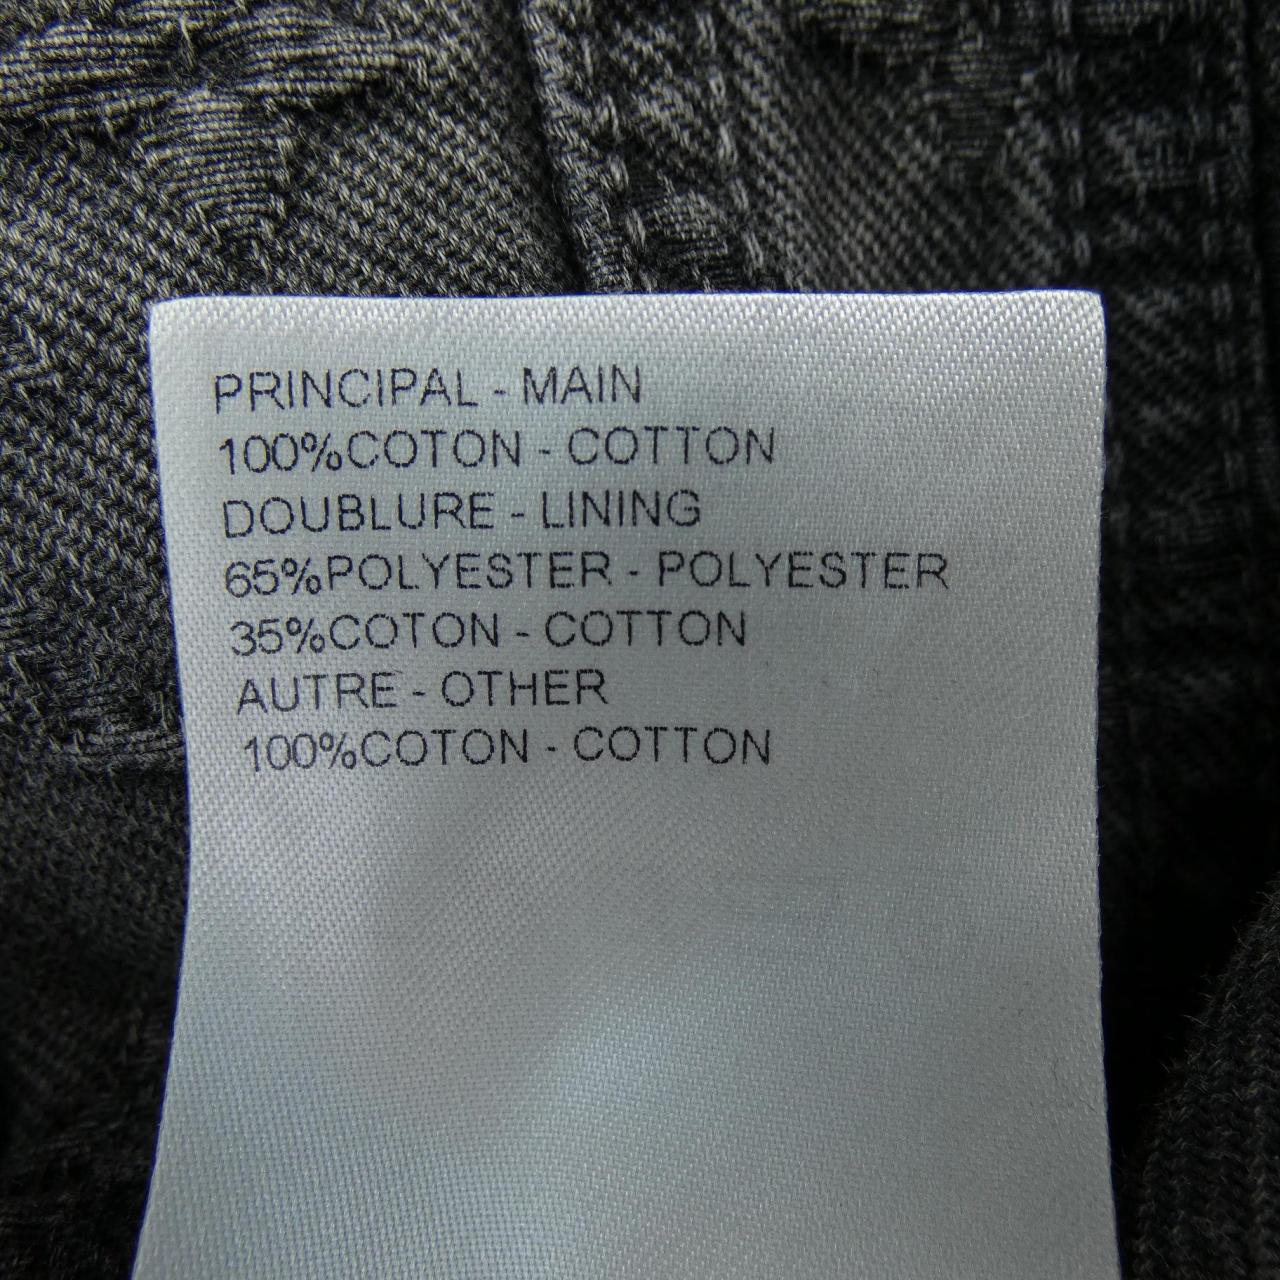 PRINCIPAL - MAIN
100%COTON - COTTON
DOUBLURE - LINING
65%POLYESTER - POLYESTER
35%COTON - COTTON
AUTRE - OTHER
100%COTON - COTTON